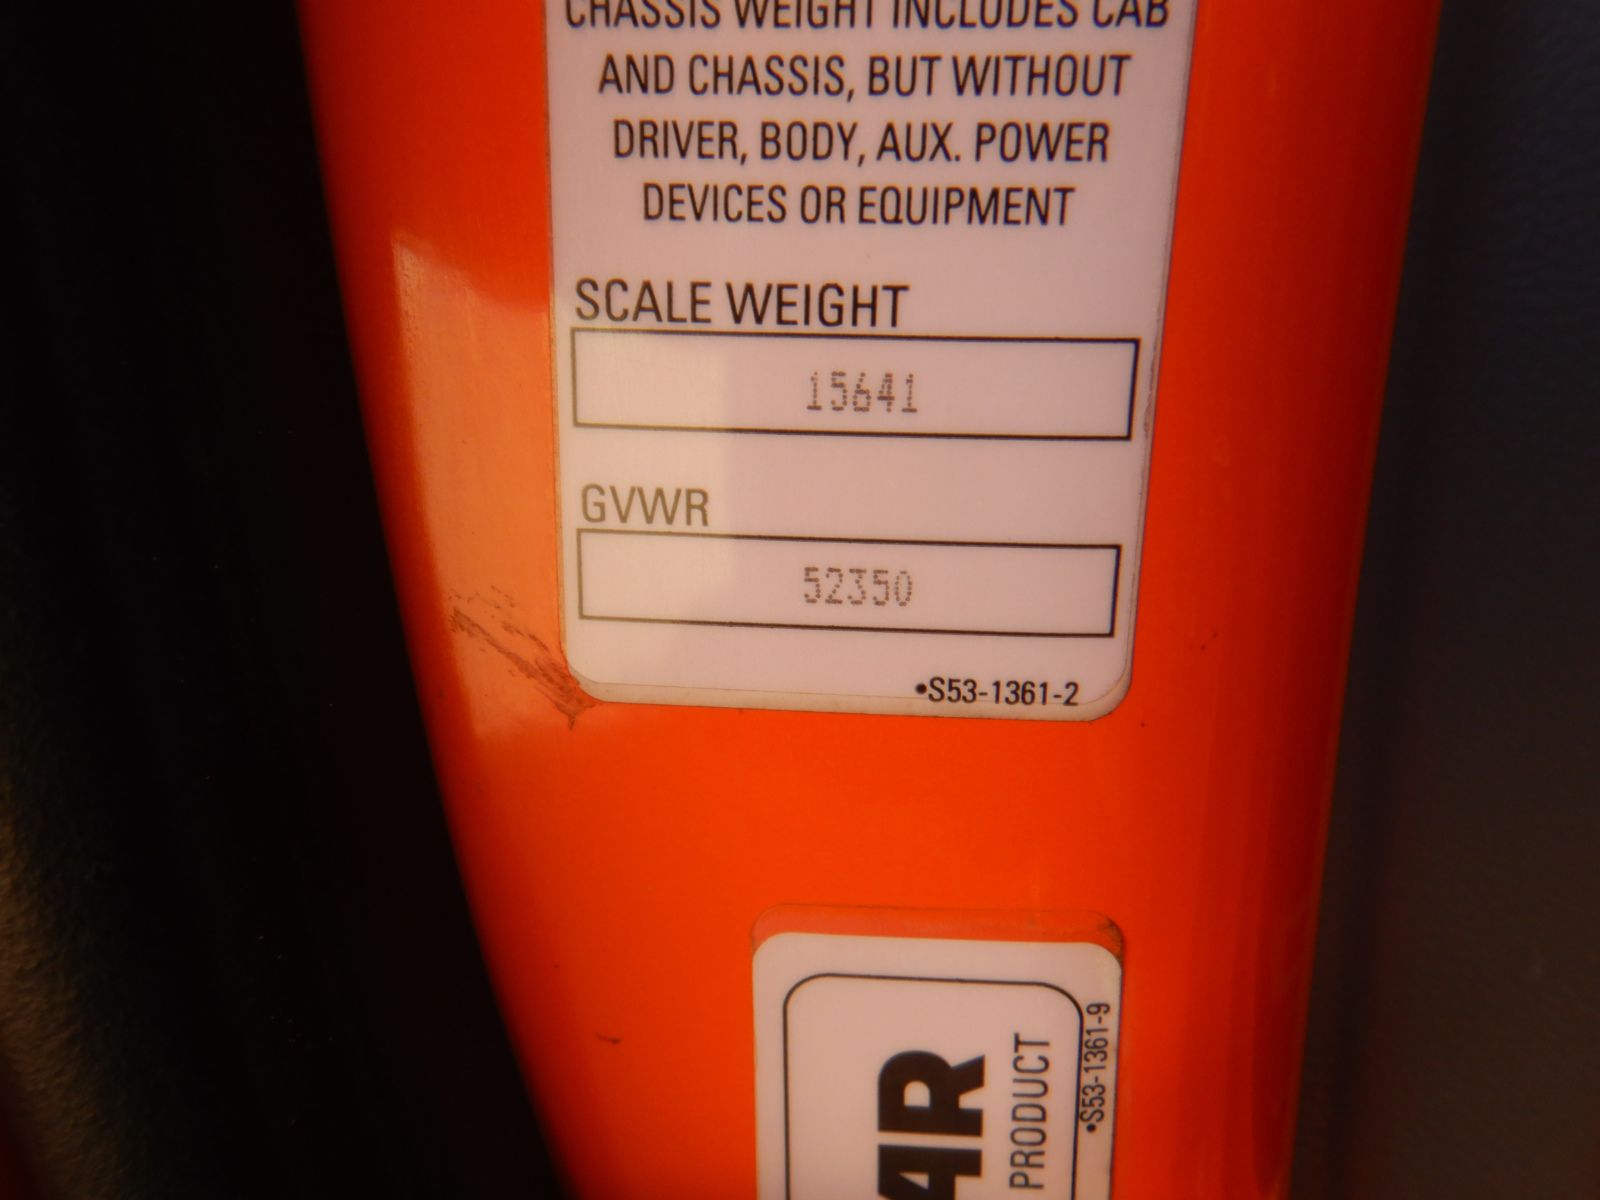 CHASSIS WEIGHT INCLUDES CAB
AND CHASSIS, BUT WITHOUT
DRIVER, BODY, AUX. POWER
DEVICES OR EQUIPMENT
SCALE WEIGHT
15641
GVWR
52350
•S53-1361-2
AR
PRODUCT
•S53-1361-9